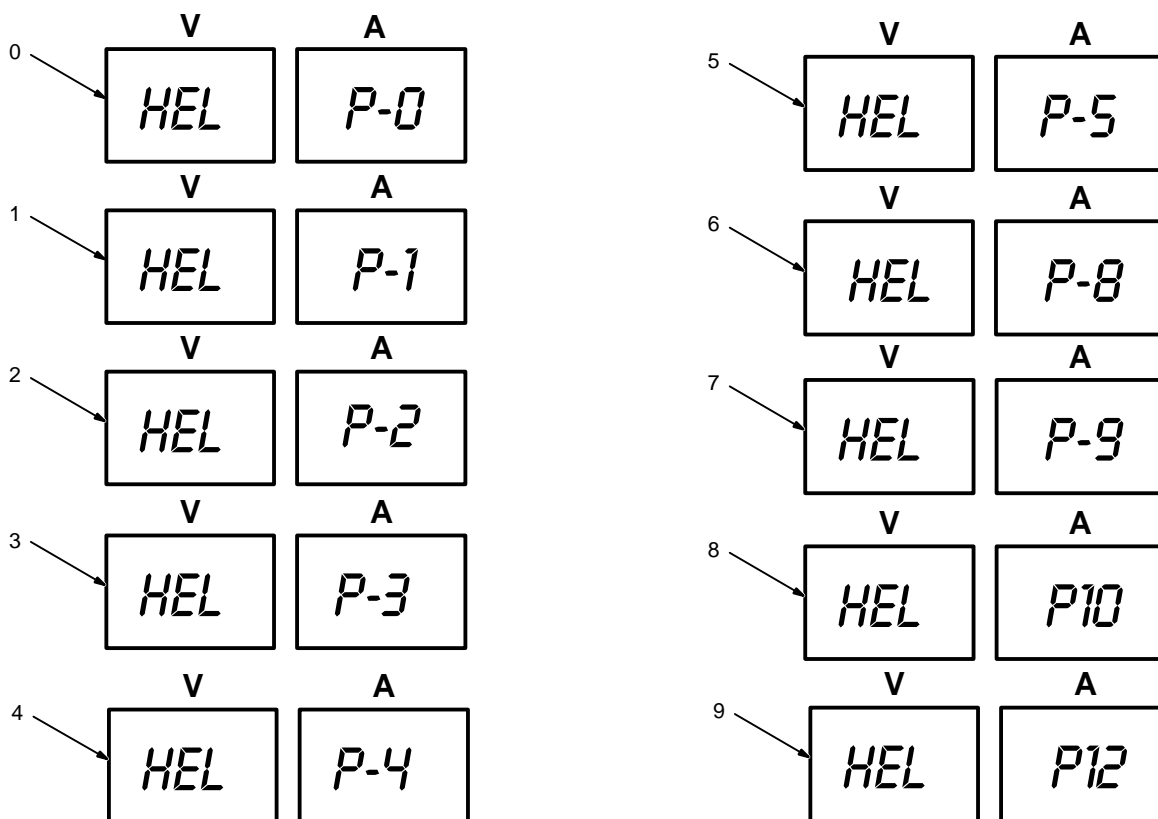 V A
0 HEL P-0
V A
1 HEL P-1
V A
2 HEL P-2
V A
3 HEL P-3
V A
4 HEL P-4
V A
5 HEL P-5
V A
6 HEL P-8
V A
7 HEL P-9
V A
8 HEL P10
V A
9 HEL P12